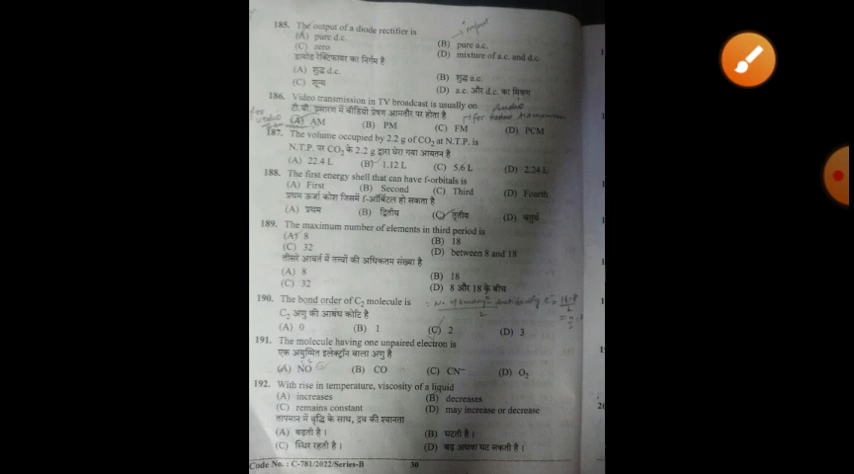 185. The output of a diode rectifier is
(A) pure d.c. (B) pure a.c.
(C) zero (D) mixture of a.c. and d.c.
डायोड रेक्टिफायर का निर्गम है
(A) शुद्ध d.c. (B) शुद्ध a.c.
(C) शून्य (D) a.c. और d.c. का मिश्रण
186. Video transmission in TV broadcast is usually on
टी.वी. प्रसारण में वीडियो प्रेषण आमतौर पर होता है
(A) AM (B) PM (C) FM (D) PCM
187. The volume occupied by 2.2 g of CO₂ at N.T.P. is
N.T.P. पर CO₂ के 2.2 g द्वारा घेरा गया आयतन है
(A) 22.4 L (B) 1.12 L (C) 5.6 L (D) 2.24 L
188. The first energy shell that can have f-orbitals is
(A) First (B) Second (C) Third (D) Fourth
प्रथम ऊर्जा कोश जिसमें f-ऑर्बिटल हो सकता है
(A) प्रथम (B) द्वितीय (C) तृतीय (D) चतुर्थ
189. The maximum number of elements in third period is
(A) 8 (B) 18
(C) 32 (D) between 8 and 18
तीसरे आवर्त में तत्वों की अधिकतम संख्या है
(A) 8 (B) 18
(C) 32 (D) 8 और 18 के बीच
190. The bond order of C₂ molecule is
C₂ अणु की आबंध कोटि है
(A) 0 (B) 1 (C) 2 (D) 3
191. The molecule having one unpaired electron is
एक अयुग्मित इलेक्ट्रॉन वाला अणु है
(A) NO (B) CO (C) CN⁻ (D) O₂
192. With rise in temperature, viscosity of a liquid
(A) increases (B) decreases
(C) remains constant (D) may increase or decrease
तापमान में वृद्धि के साथ, द्रव की श्यानता
(A) बढ़ती है। (B) घटती है।
(C) स्थिर रहती है। (D) बढ़ अथवा घट सकती है।
Code No. : C-781/2022/Series-B 30